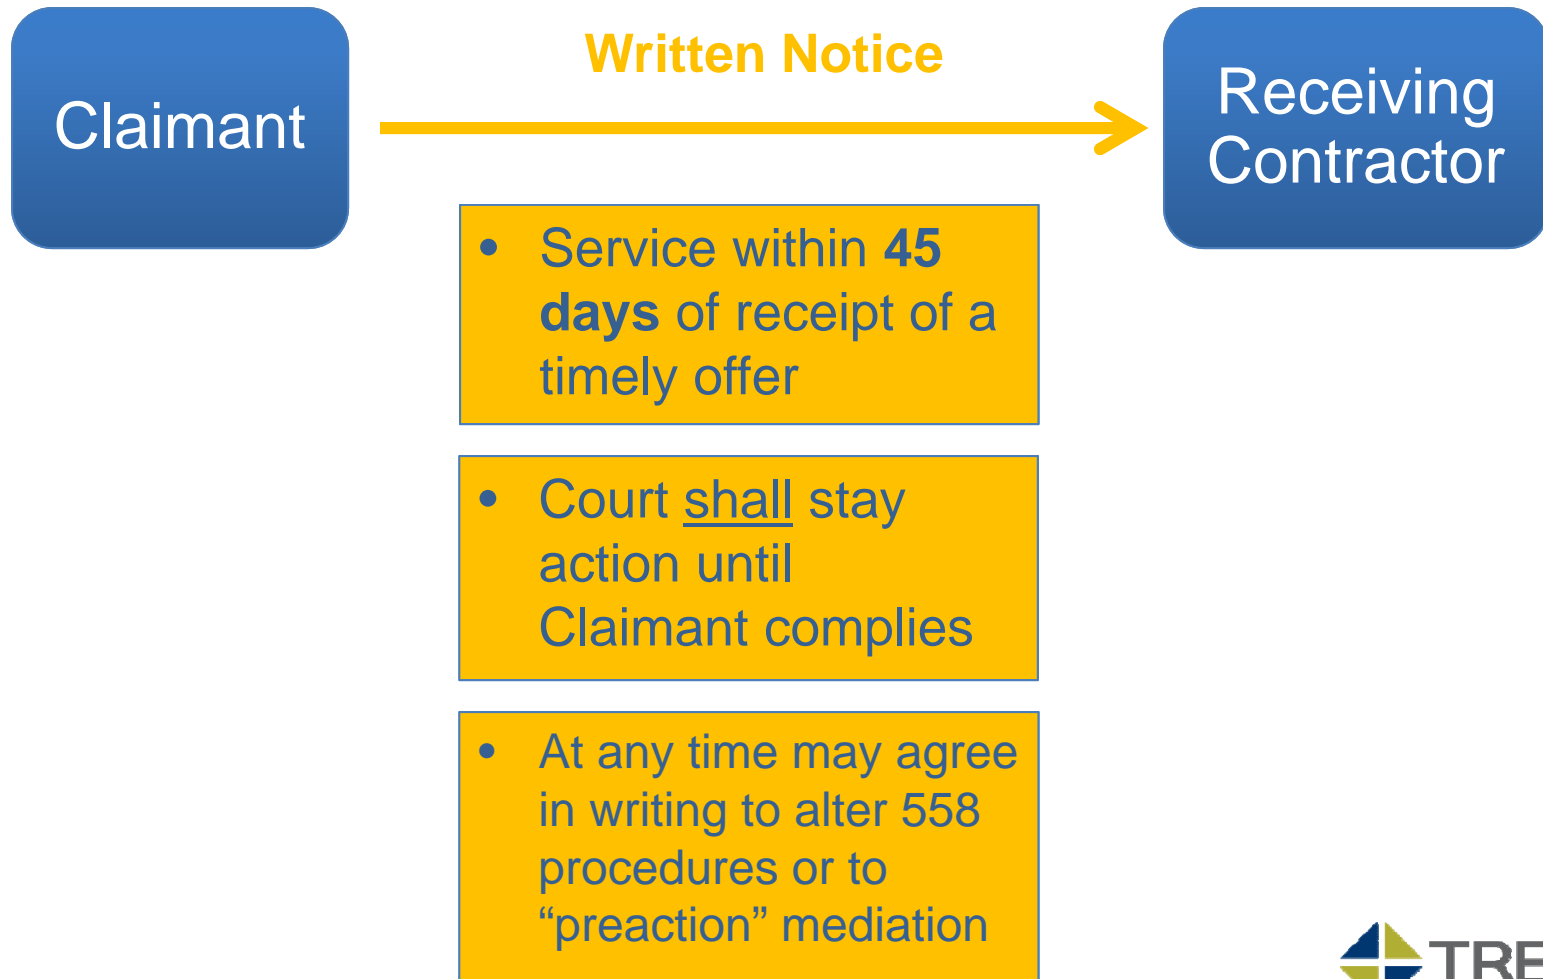 Claimant
Written Notice
Receiving
Contractor
• Service within 45
days of receipt of a
timely offer
• Court shall stay
action until
Claimant complies
• At any time may agree
in writing to alter 558
procedures or to
“preaction” mediation